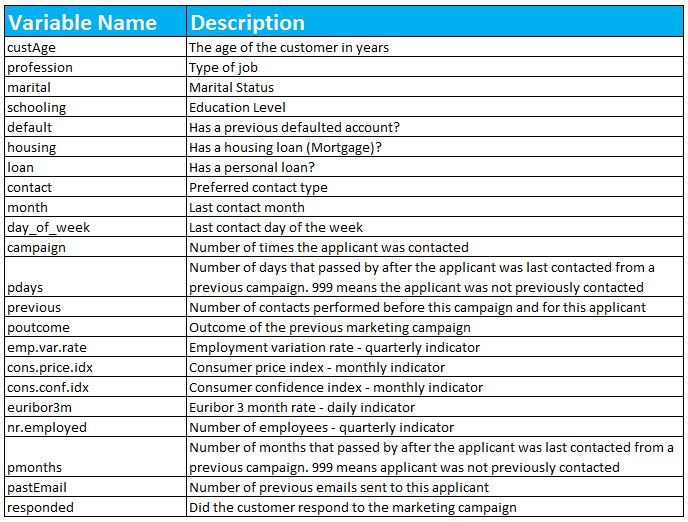 Variable Name Description
custAge The age of the customer in years
profession Type of job
marital Marital Status
schooling Education Level
default Has a previous defaulted account?
housing Has a housing loan (Mortgage)?
loan Has a personal loan?
contact Preferred contact type
month Last contact month
day_of_week Last contact day of the week
campaign Number of times the applicant was contacted
Number of days that passed by after the applicant was last contacted from a
pdays previous campaign. 999 means the applicant was not previously contacted
previous Number of contacts performed before this campaign and for this applicant
poutcome Outcome of the previous marketing campaign
emp.var.rate Employment variation rate - quarterly indicator
cons.price.idx Consumer price index - monthly indicator
cons.conf.idx Consumer confidence index - monthly indicator
euribor3m Euribor 3 month rate - daily indicator
nr.employed Number of employees - quarterly indicator
Number of months that passed by after the applicant was last contacted from a
pmonths previous campaign. 999 means applicant was not previously contacted
pastEmail Number of previous emails sent to this applicant
responded Did the customer respond to the marketing campaign